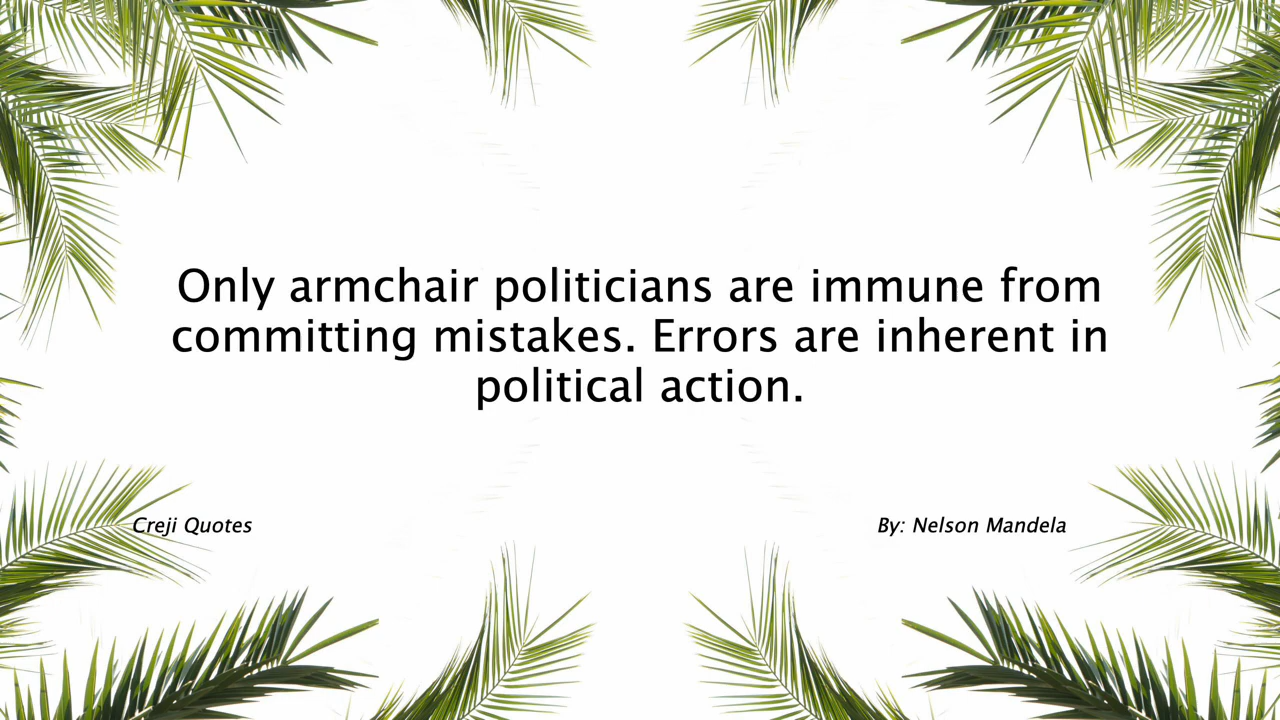 Only armchair politicians are immune from
committing mistakes. Errors are inherent in
political action.
Creji Quotes
By: Nelson Mandela